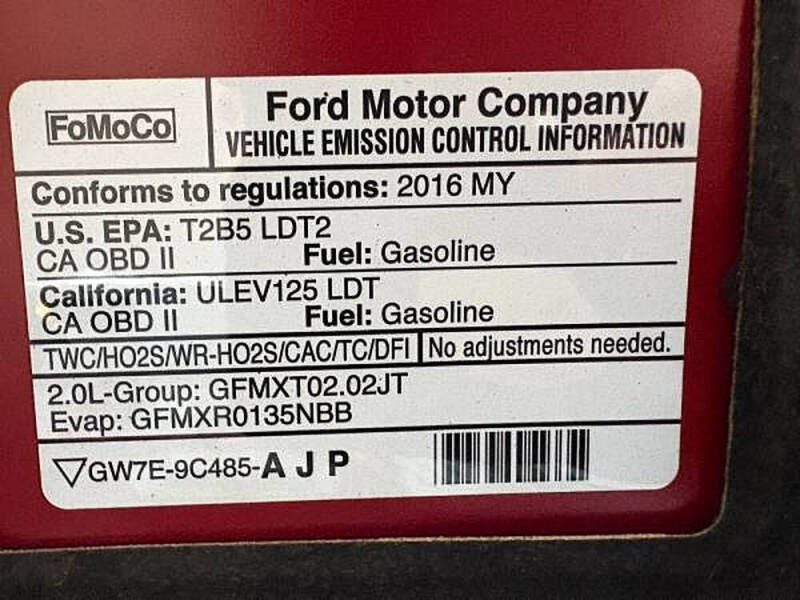 FoMoCo
Ford Motor Company
VEHICLE EMISSION CONTROL INFORMATION
Conforms to regulations: 2016 MY
U.S. EPA: T2B5 LDT2
CA OBD II Fuel: Gasoline
California: ULEV125 LDT
CA OBD II Fuel: Gasoline
TWC/HO2S/WR-HO2S/CAC/TC/DFI No adjustments needed.
2.0L-Group: GFMXT02.02JT
Evap: GFMXR0135NBB
GW7E-9C485-A J P